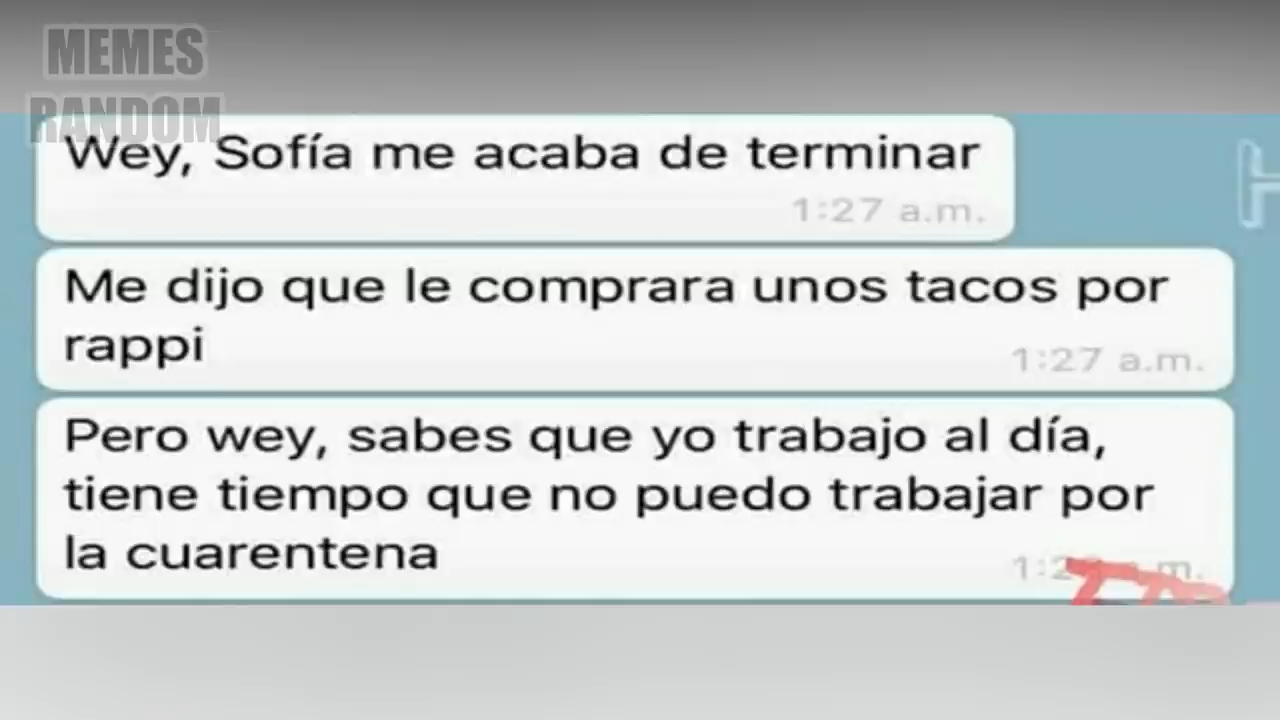 MEMES
RANDOM
Wey, Sofía me acaba de terminar
1:27 a.m.
Me dijo que le comprara unos tacos por
rappi
1:27 a.m.
Pero wey, sabes que yo trabajo al día,
tiene tiempo que no puedo trabajar por
la cuarentena